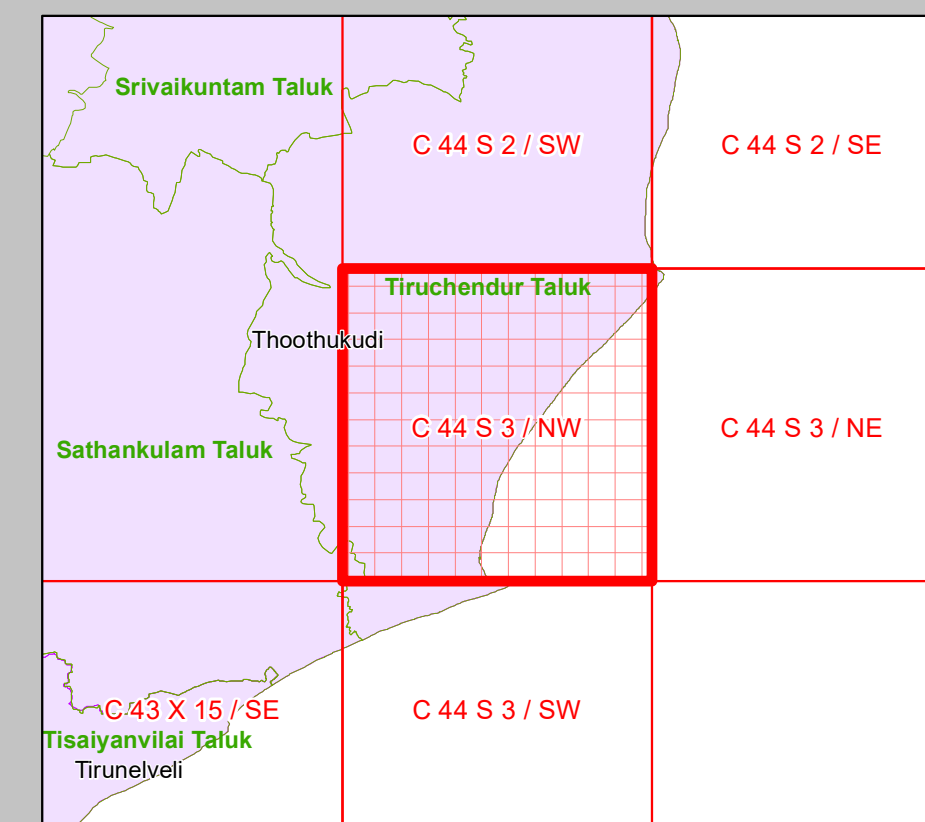 Srivaikuntam Taluk
C 44 S 2 / SW
C 44 S 2 / SE
Tiruchendur Taluk
Thoothukudi
C 44 S 3 / NW
C 44 S 3 / NE
Sathankulam Taluk
C 43 X 15 / SE
C 44 S 3 / SW
Tisaiyanvilai Taluk
Tirunelveli